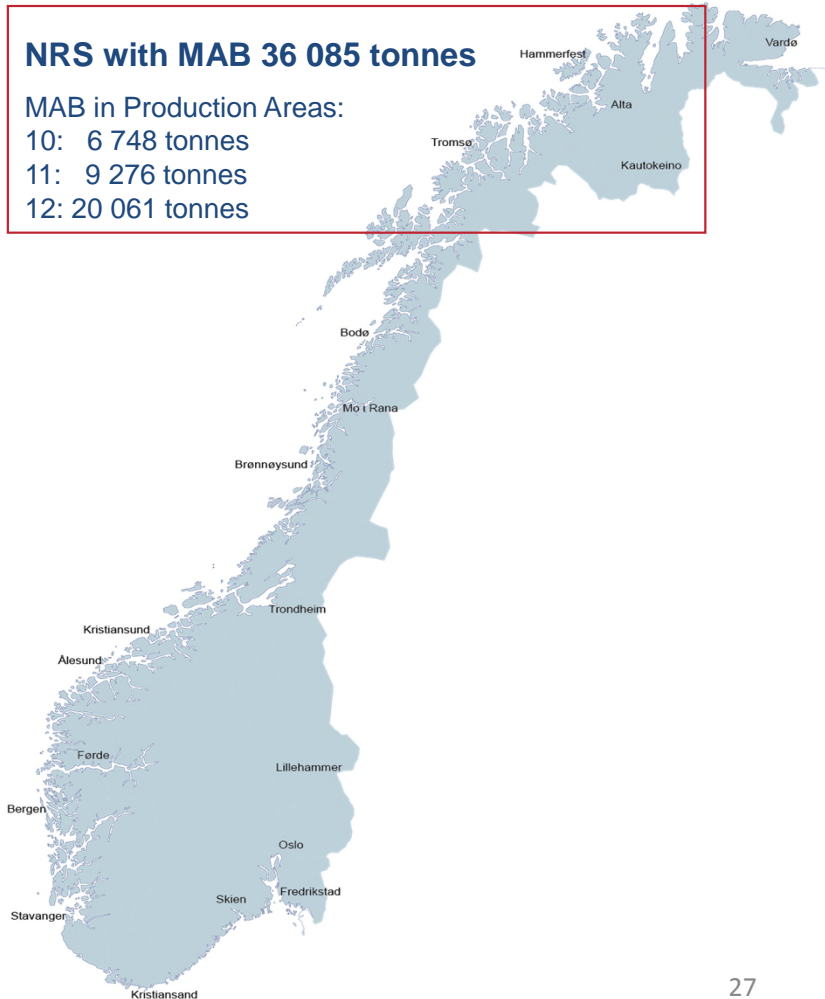 NRS with MAB 36 085 tonnes
MAB in Production Areas:
10: 6 748 tonnes
11: 9 276 tonnes
12: 20 061 tonnes
Hammerfest
Vardø
Alta
Tromsø
Kautokeino
Bodø
Mo i Rana
Brønnøysund
Trondheim
Kristiansund
Ålesund
Førde
Lillehammer
Bergen
Oslo
Skien
Fredrikstad
Stavanger
Kristiansand
27